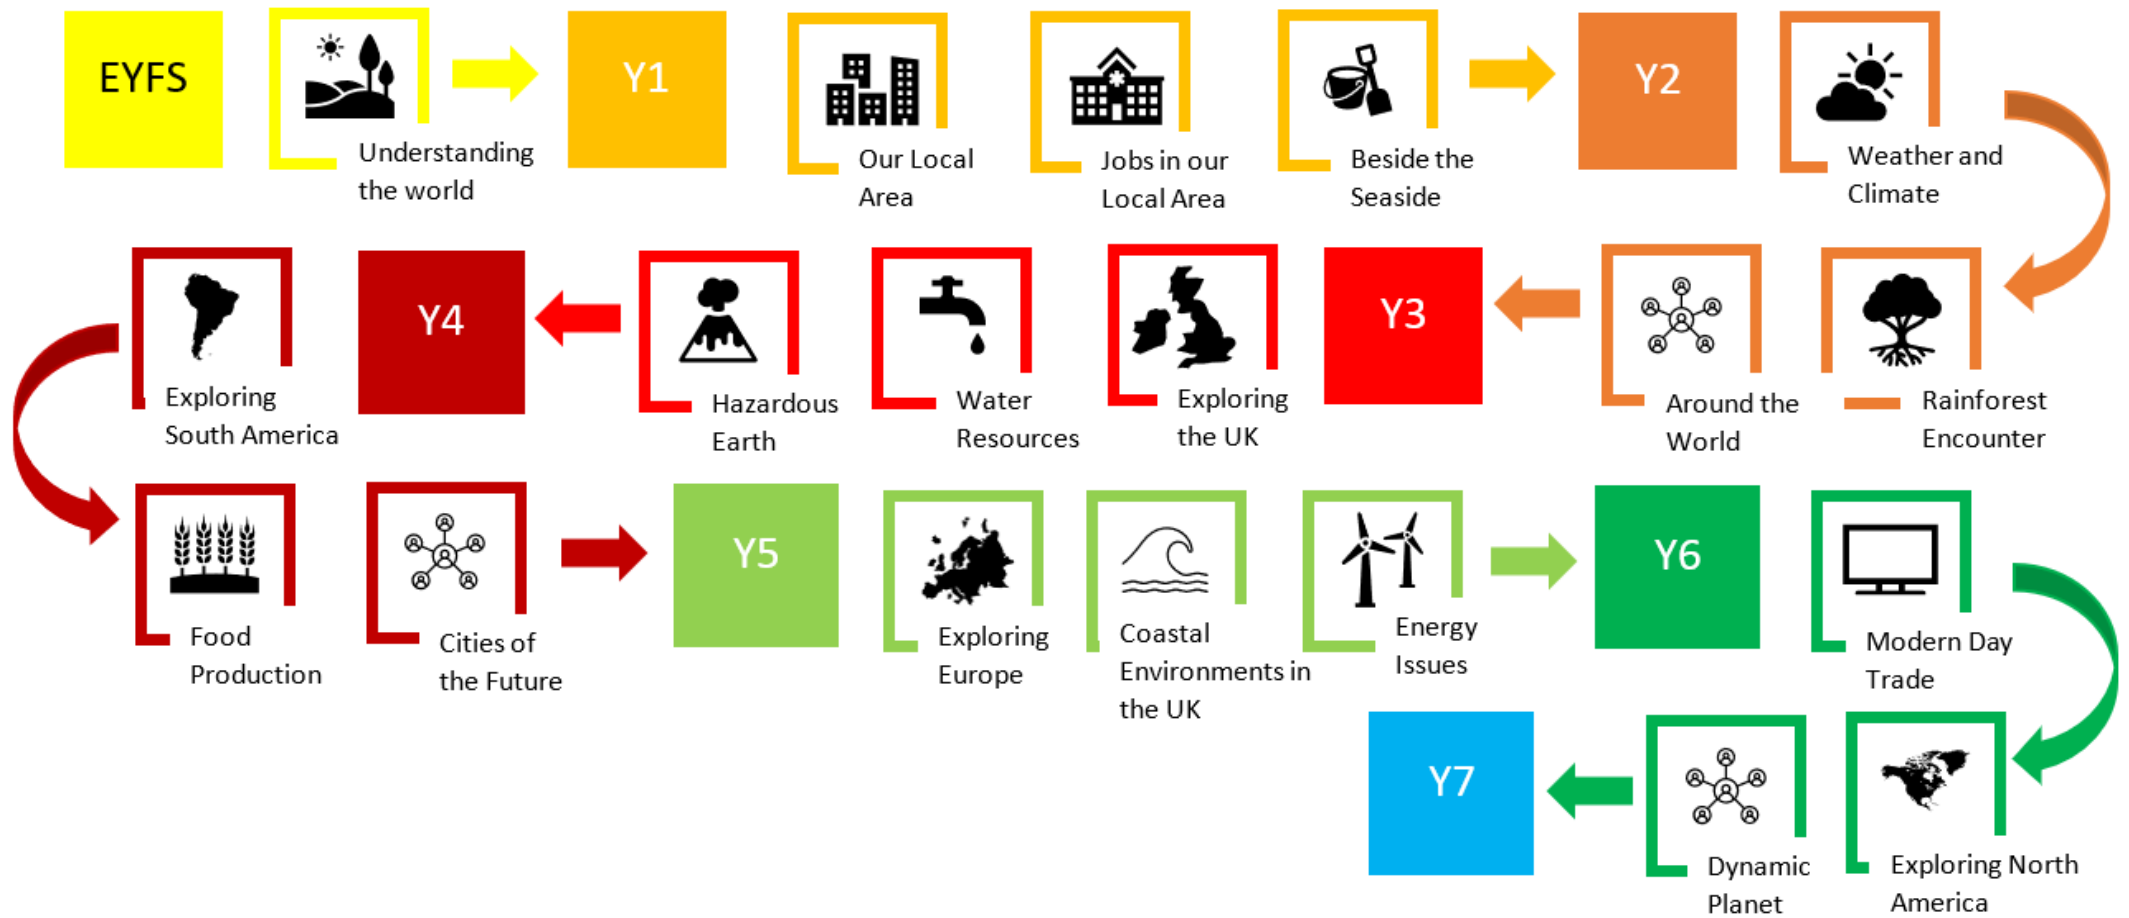 EYFS
Understanding
the world
Y1
Our Local
Area
Jobs in our
Local Area
Beside the
Seaside
Y2
Weather and
Climate
Rainforest
Encounter
Around the
World
Y3
Exploring
the UK
Water
Resources
Hazardous
Earth
Y4
Exploring
South America
Food
Production
Cities of
the Future
Y5
Exploring
Europe
Coastal
Environments in
the UK
Energy
Issues
Y6
Modern Day
Trade
Exploring North
America
Dynamic
Planet
Y7